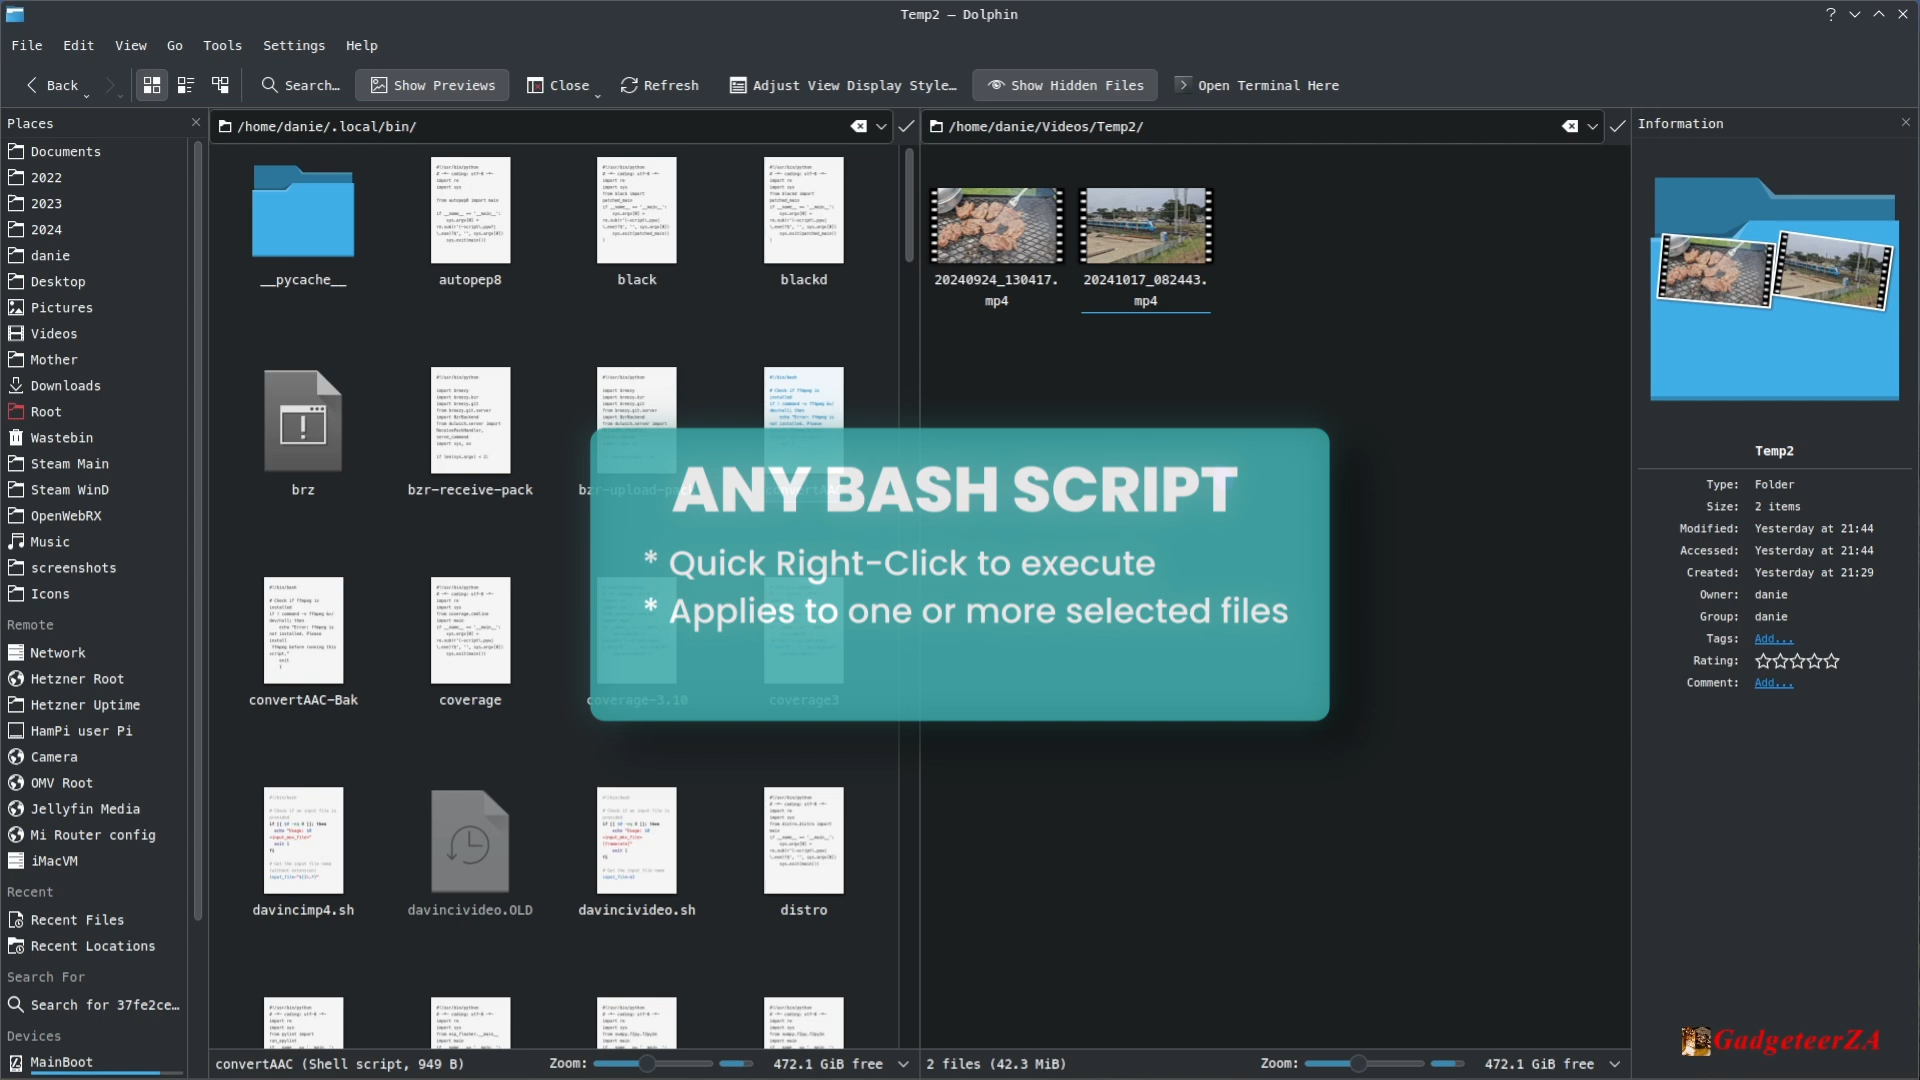 Temp2 — Dolphin
File Edit View Go Tools Settings Help
Back Search… Show Previews Close Refresh Adjust View Display Style… Show Hidden Files Open Terminal Here
Places
Documents
2022
2023
2024
danie
Desktop
Pictures
Videos
Mother
Downloads
Root
Wastebin
Steam Main
Steam WinD
OpenWebRX
Music
screenshots
Icons
Remote
Network
Hetzner Root
Hetzner Uptime
HamPi user Pi
Camera
OMV Root
Jellyfin Media
Mi Router config
iMacVM
Recent
Recent Files
Recent Locations
Search For
Search for 37fe2ce…
Devices
MainBoot
/home/danie/.local/bin/
__pycache__ autopep8 black blackd
brz bzr-receive-pack bzr-upload-pack convertAAC
convertAAC-Bak coverage coverage-3.10 coverage3
davincimp4.sh davincivideo.OLD davincivideo.sh distro
convertAAC (Shell script, 949 B) Zoom: 472.1 GiB free
ANY BASH SCRIPT
* Quick Right-Click to execute
* Applies to one or more selected files
/home/danie/Videos/Temp2/
20240924_130417.
mp4
20241017_082443.
mp4
2 files (42.3 MiB) Zoom: 472.1 GiB free
Information
Temp2
Type: Folder
Size: 2 items
Modified: Yesterday at 21:44
Accessed: Yesterday at 21:44
Created: Yesterday at 21:29
Owner: danie
Group: danie
Tags: Add...
Rating:
Comment: Add...
GadgeteerZA